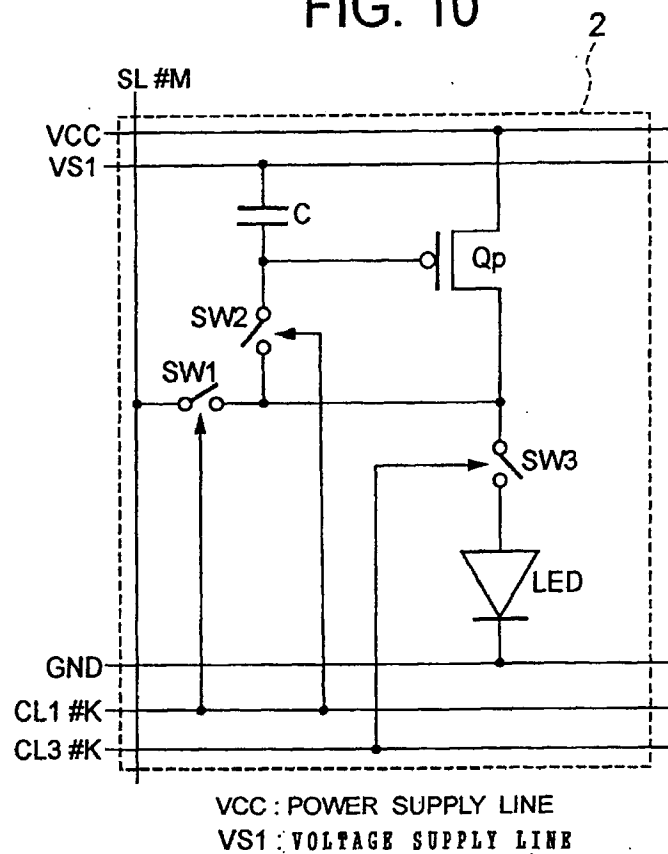 FIG. 10
2
SL #M
VCC
VS1
C
Qp
SW2
SW1
SW3
LED
GND
CL1 #K
CL3 #K
VCC : POWER SUPPLY LINE
VS1 : VOLTAGE SUPPLY LINE